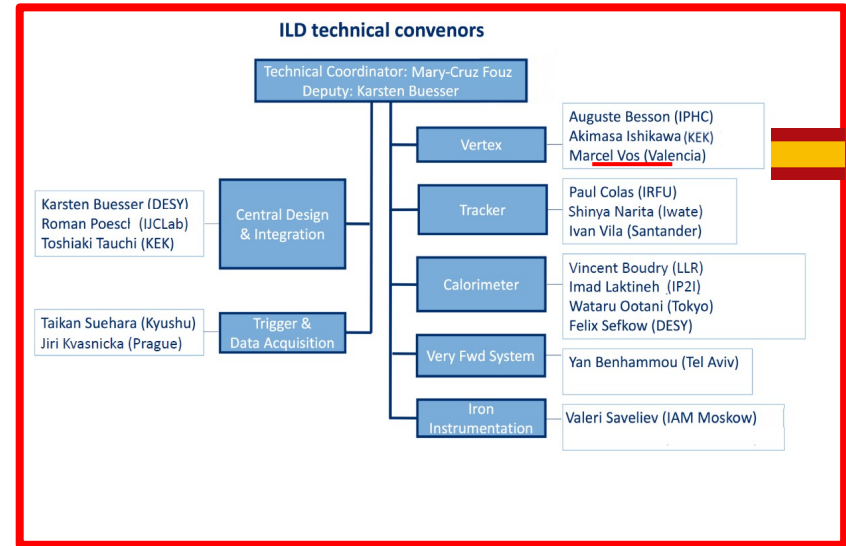 ILD technical convenors
Technical Coordinator: Mary-Cruz Fouz
Deputy: Karsten Buesser
Vertex
Auguste Besson (IPHC)
Akimasa Ishikawa (KEK)
Marcel Vos (Valencia)
Karsten Buesser (DESY)
Roman Poescl (IJCLab)
Toshiaki Tauchi (KEK)
Central Design
& Integration
Tracker
Paul Colas (IRFU)
Shinya Narita (Iwate)
Ivan Vila (Santander)
Calorimeter
Vincent Boudry (LLR)
Imad Laktineh (IP2I)
Wataru Ootani (Tokyo)
Felix Sefkow (DESY)
Taikan Suehara (Kyushu)
Jiri Kvasnicka (Prague)
Trigger &
Data Acquisition
Very Fwd System
Yan Benhammou (Tel Aviv)
Iron
Instrumentation
Valeri Saveliev (IAM Moskow)